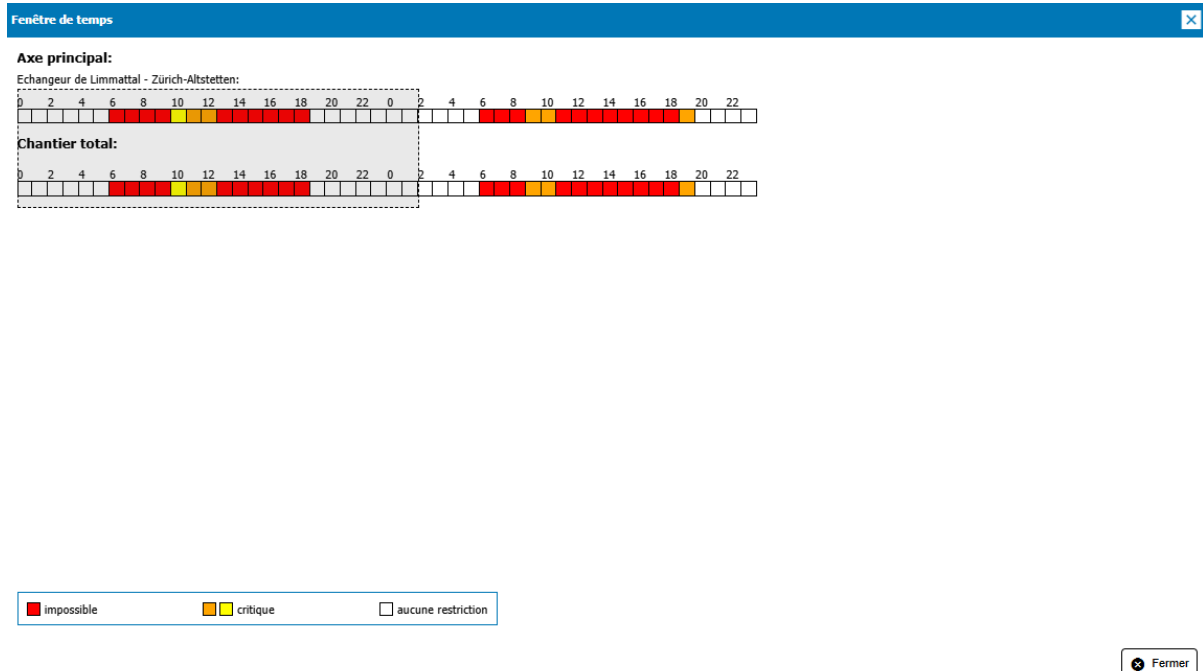 Fenêtre de temps
Axe principal:
Echangeur de Limmattal - Zürich-Altstetten:
0 2 4 6 8 10 12 14 16 18 20 22 0 2 4 6 8 10 12 14 16 18 20 22
Chantier total:
0 2 4 6 8 10 12 14 16 18 20 22 0 2 4 6 8 10 12 14 16 18 20 22
impossible critique aucune restriction
Fermer